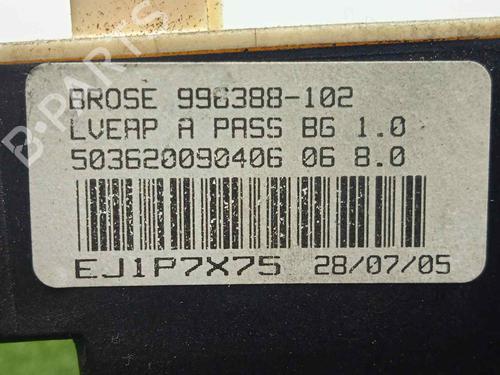 BROSE 996388-102
LVEAP A PASS BG 1.0
503620090406 06 8.0
EJ1P7X75 28/07/05